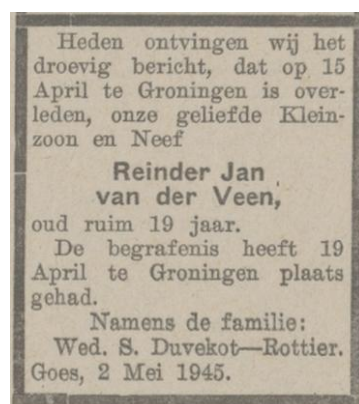 Heden ontvingen wij het
droevig bericht, dat op 15
April te Groningen is over-
leden, onze geliefde Klein-
zoon en Neef
Reinder Jan
van der Veen,
oud ruim 19 jaar.
De begrafenis heeft 19
April te Groningen plaats
gehad.
Namens de familie:
Wed. S. Duvekot—Rottier.
Goes, 2 Mei 1945.